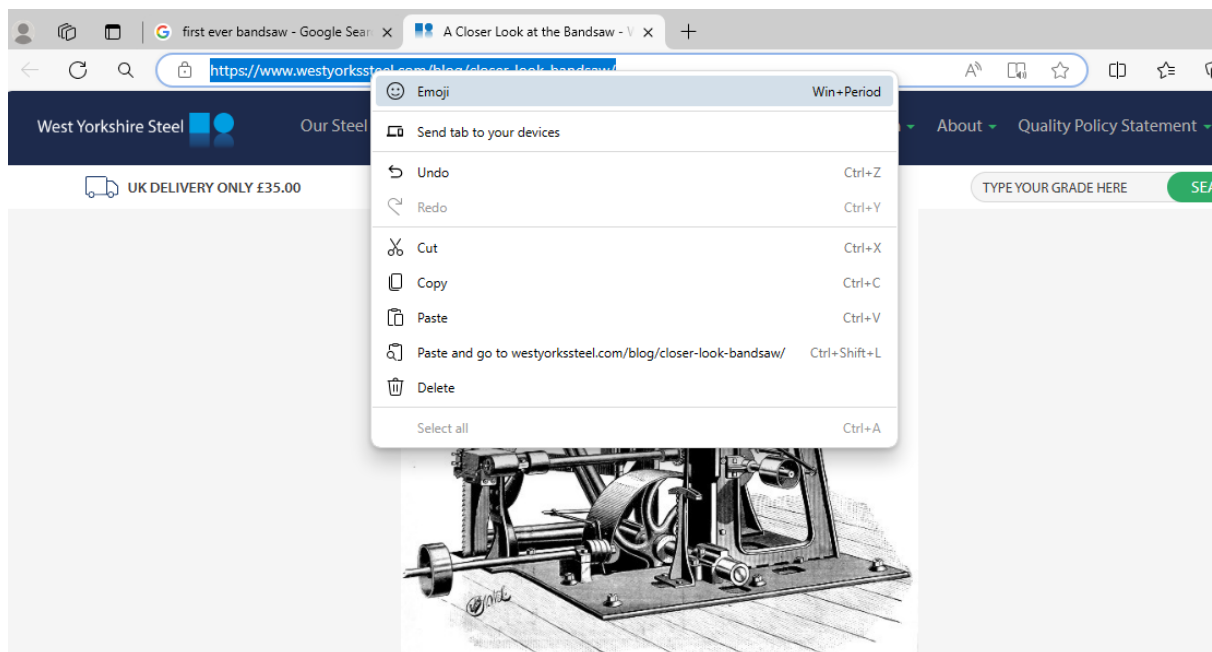 first ever bandsaw - Google Sear
A Closer Look at the Bandsaw - W
https://www.westyorkssteel.com/blog/closer-look-bandsaw/
Emoji Win+Period
Send tab to your devices
Undo Ctrl+Z
Redo Ctrl+Y
Cut Ctrl+X
Copy Ctrl+C
Paste Ctrl+V
Paste and go to westyorkssteel.com/blog/closer-look-bandsaw/ Ctrl+Shift+L
Delete
Select all Ctrl+A
West Yorkshire Steel
Our Steel
About
Quality Policy Statement
UK DELIVERY ONLY £35.00
TYPE YOUR GRADE HERE
SEA